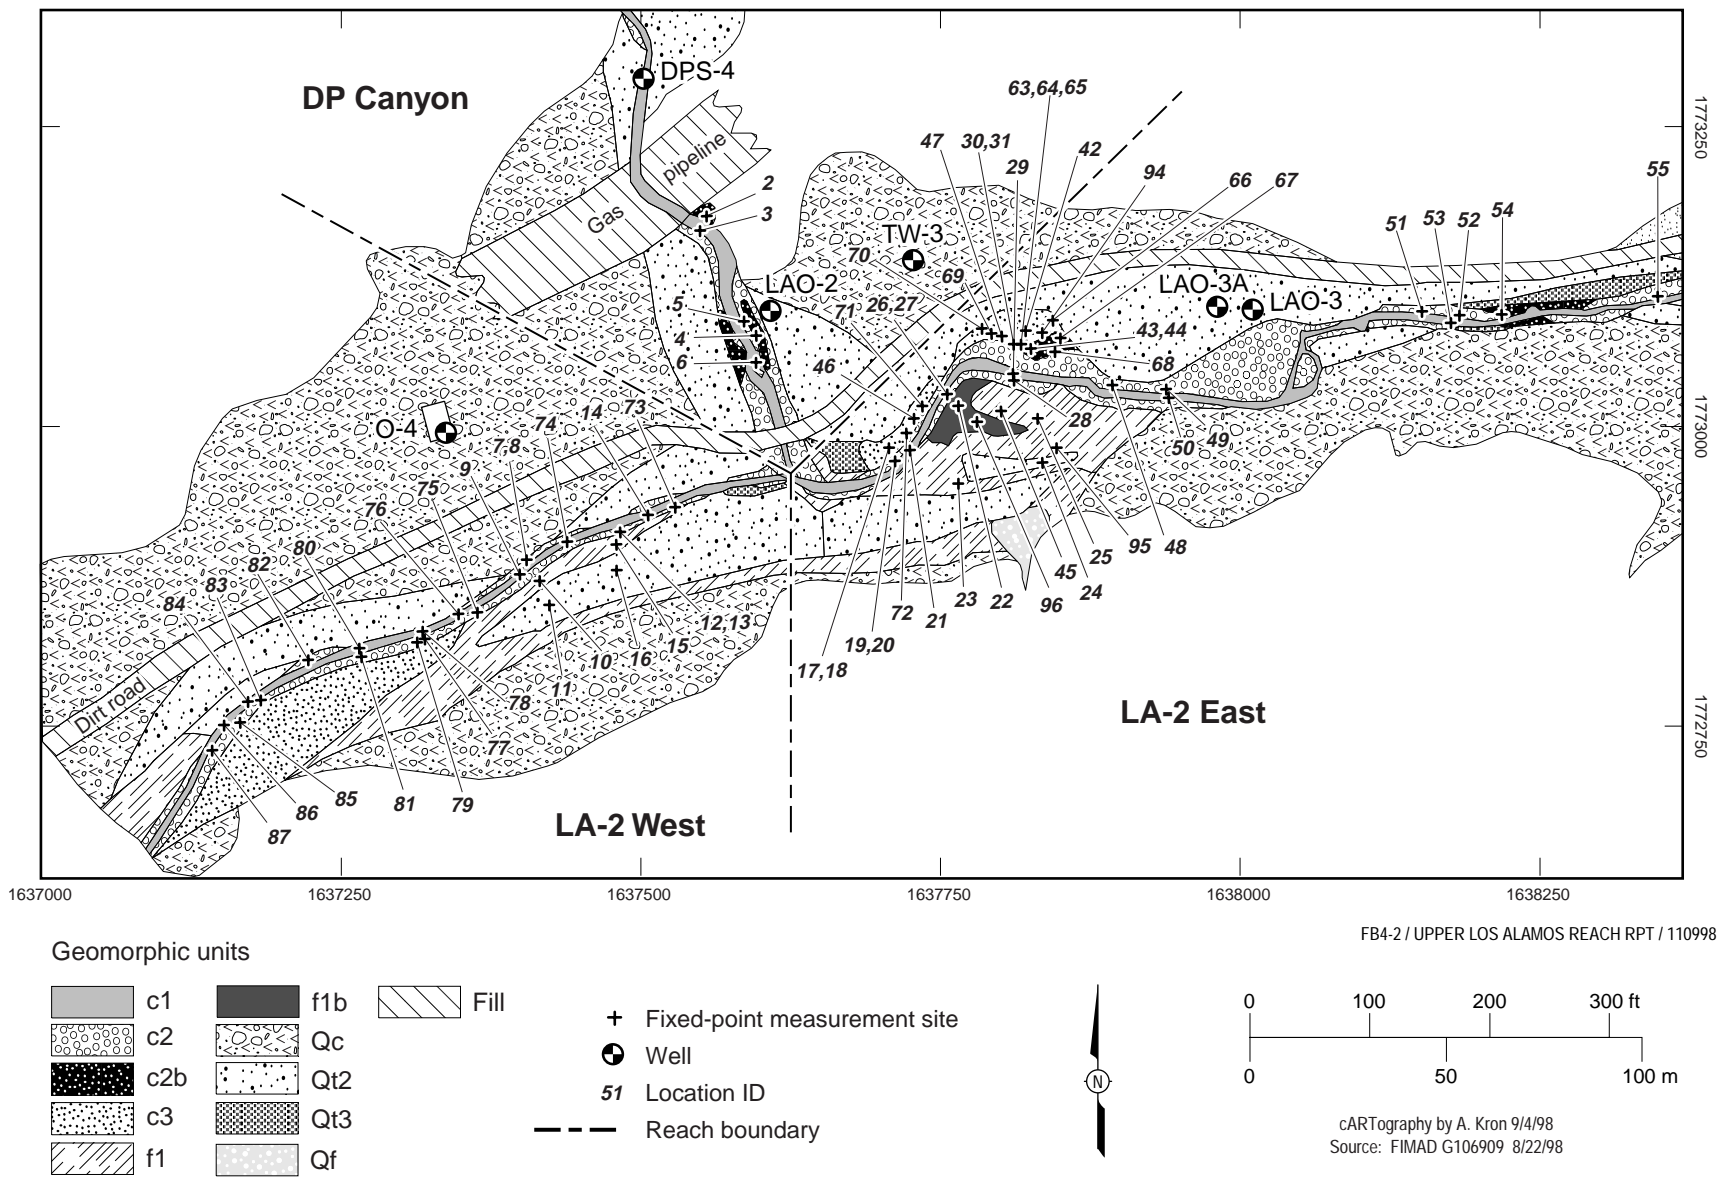 DP Canyon
DPS-4
Gas pipeline
2
3
63,64,65
47
30,31
42
29
94
66
67
55
51
53
52
54
TW-3
70
69
LAO-2
LAO-3A
LAO-3
71
26,27
5
4
6
43,44
46
68
28
O-4
7,8
74
14
73
9
75
76
50
49
80
82
83
84
25
95
48
45
24
23
22
96
72
21
19,20
17,18
12,13
15
16
10
11
78
77
79
81
85
86
87
Dirt road
LA-2 East
LA-2 West
1773250
1773000
1772750
1637000
1637250
1637500
1637750
1638000
1638250
FB4-2 / UPPER LOS ALAMOS REACH RPT / 110998
Geomorphic units
c1
c2
c2b
c3
f1
f1b
Qc
Qt2
Qt3
Qf
Fill
Fixed-point measurement site
Well
51 Location ID
Reach boundary
N
0 100 200 300 ft
0 50 100 m
cARTography by A. Kron 9/4/98
Source: FIMAD G106909 8/22/98